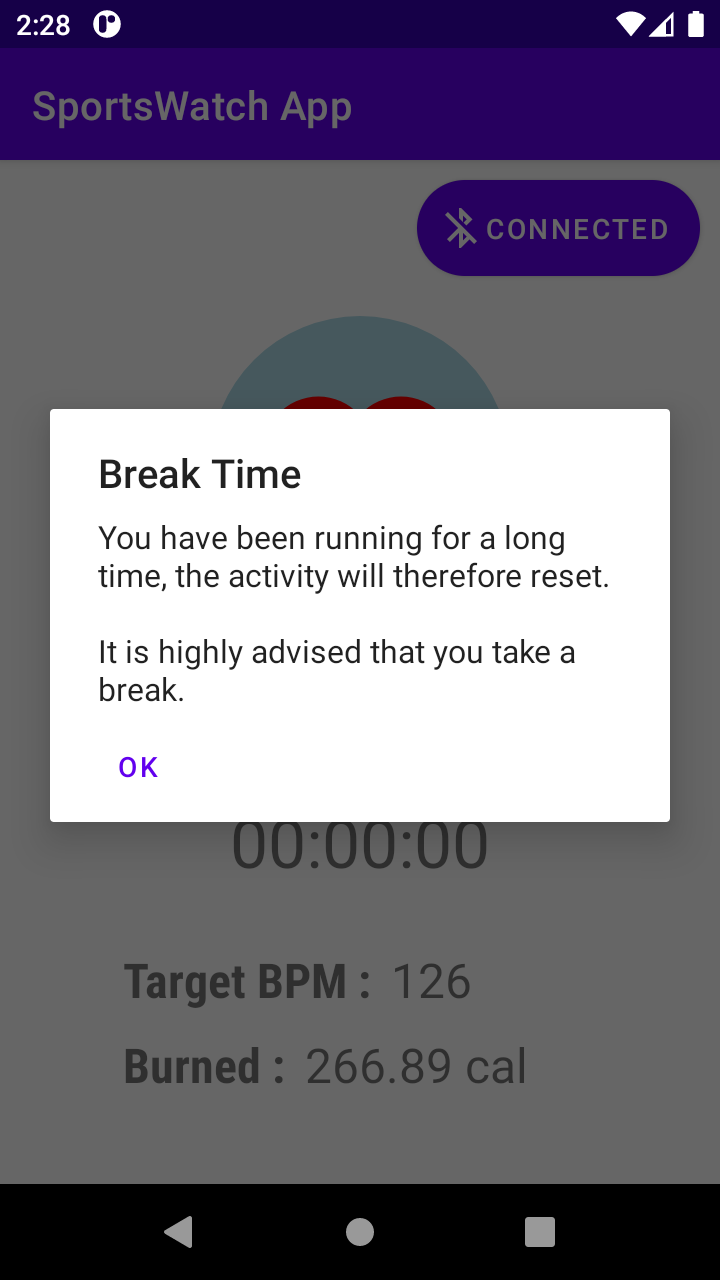 2:28
SportsWatch App
CONNECTED
Break Time
You have been running for a long
time, the activity will therefore reset.
It is highly advised that you take a
break.
OK
00:00:00
Target BPM : 126
Burned : 266.89 cal